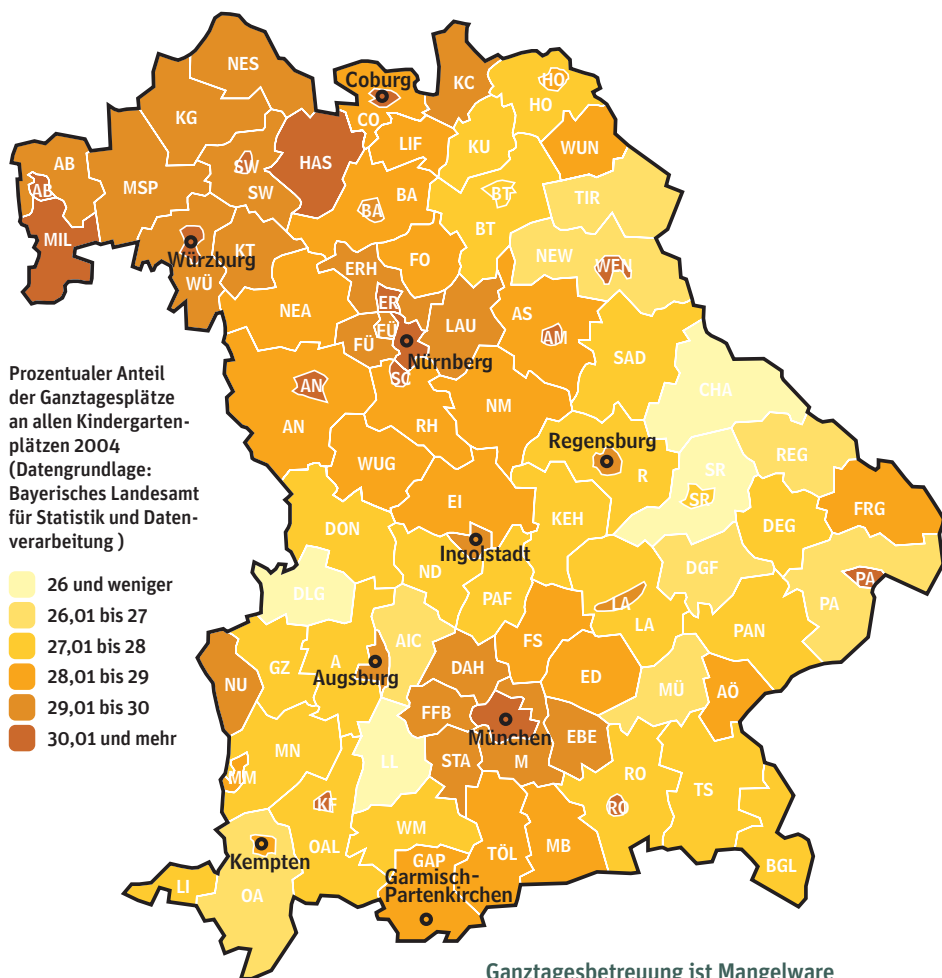 NES
Coburg
KC
HO
HO
KG
CO
KU
WUN
AB
HAS
LIF
SW
AB
MSP
SW
BA
BT
TIR
BA
MIL
BT
Würzburg
KT
ERH
FO
NEW
WEN
WÜ
NEA
ER
LAU
AS
FÜ
FÜ
AM
SAD
Nürnberg
SC
AN
CHA
NM
AN
RH
Regensburg
REG
WUG
R
SR
SR
EI
FRG
KEH
DEG
DON
Ingolstadt
ND
DGF
PA
DLG
PAF
LA
PA
LA
PAN
AIC
FS
GZ
A
DAH
Augsburg
ED
MÜ
AÖ
NU
FFB
München
EBE
MN
LL
STA
M
RO
MM
TS
KF
RO
WM
OAL
MB
Kempten
GAP
TÖL
BGL
LI
OA
Garmisch-
Partenkirchen
Prozentualer Anteil
der Ganztagesplätze
an allen Kindergarten-
plätzen 2004
(Datengrundlage:
Bayerisches Landesamt
für Statistik und Daten-
verarbeitung )
26 und weniger
26,01 bis 27
27,01 bis 28
28,01 bis 29
29,01 bis 30
30,01 und mehr
Ganztagesbetreuung ist Mangelware